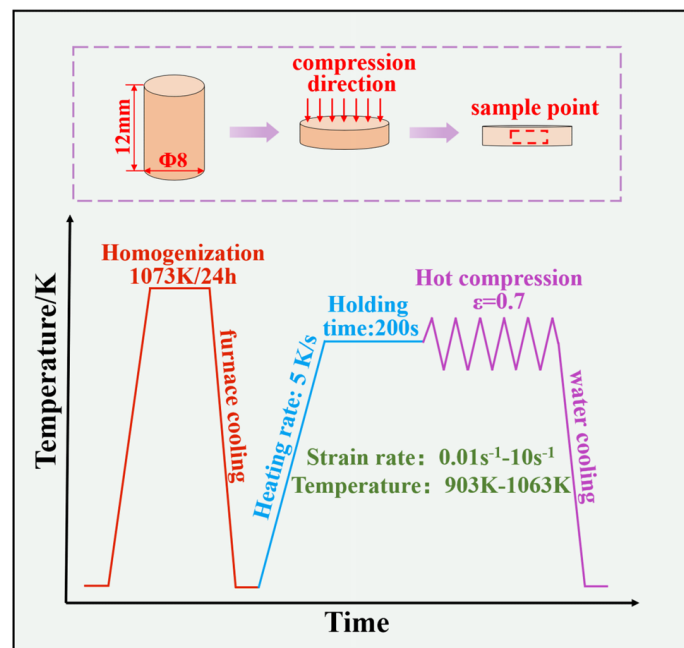 compression
direction
sample point
12mm
Φ8
Homogenization
1073K/24h
furnace cooling
Heating rate: 5 K/s
Holding
time:200s
Hot compression
ε=0.7
water cooling
Strain rate：0.01s⁻¹-10s⁻¹
Temperature：903K-1063K
Temperature/K
Time